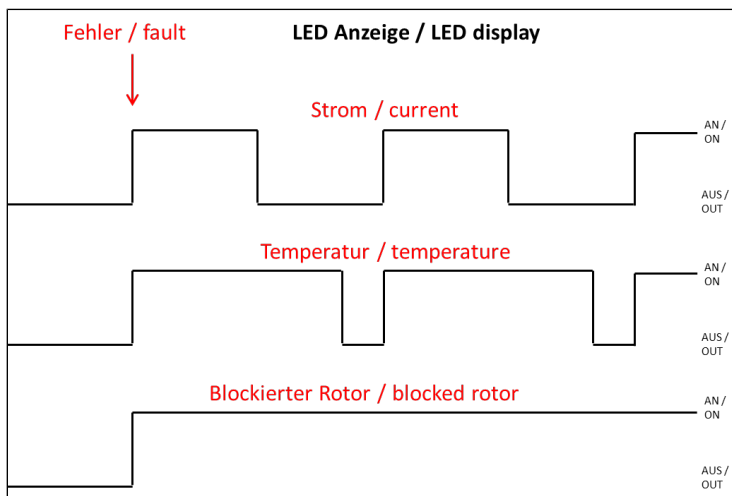 Fehler / fault
LED Anzeige / LED display
Strom / current
AN /
ON
AUS /
OUT
Temperatur / temperature
AN /
ON
AUS /
OUT
Blockierter Rotor / blocked rotor
AN /
ON
AUS /
OUT